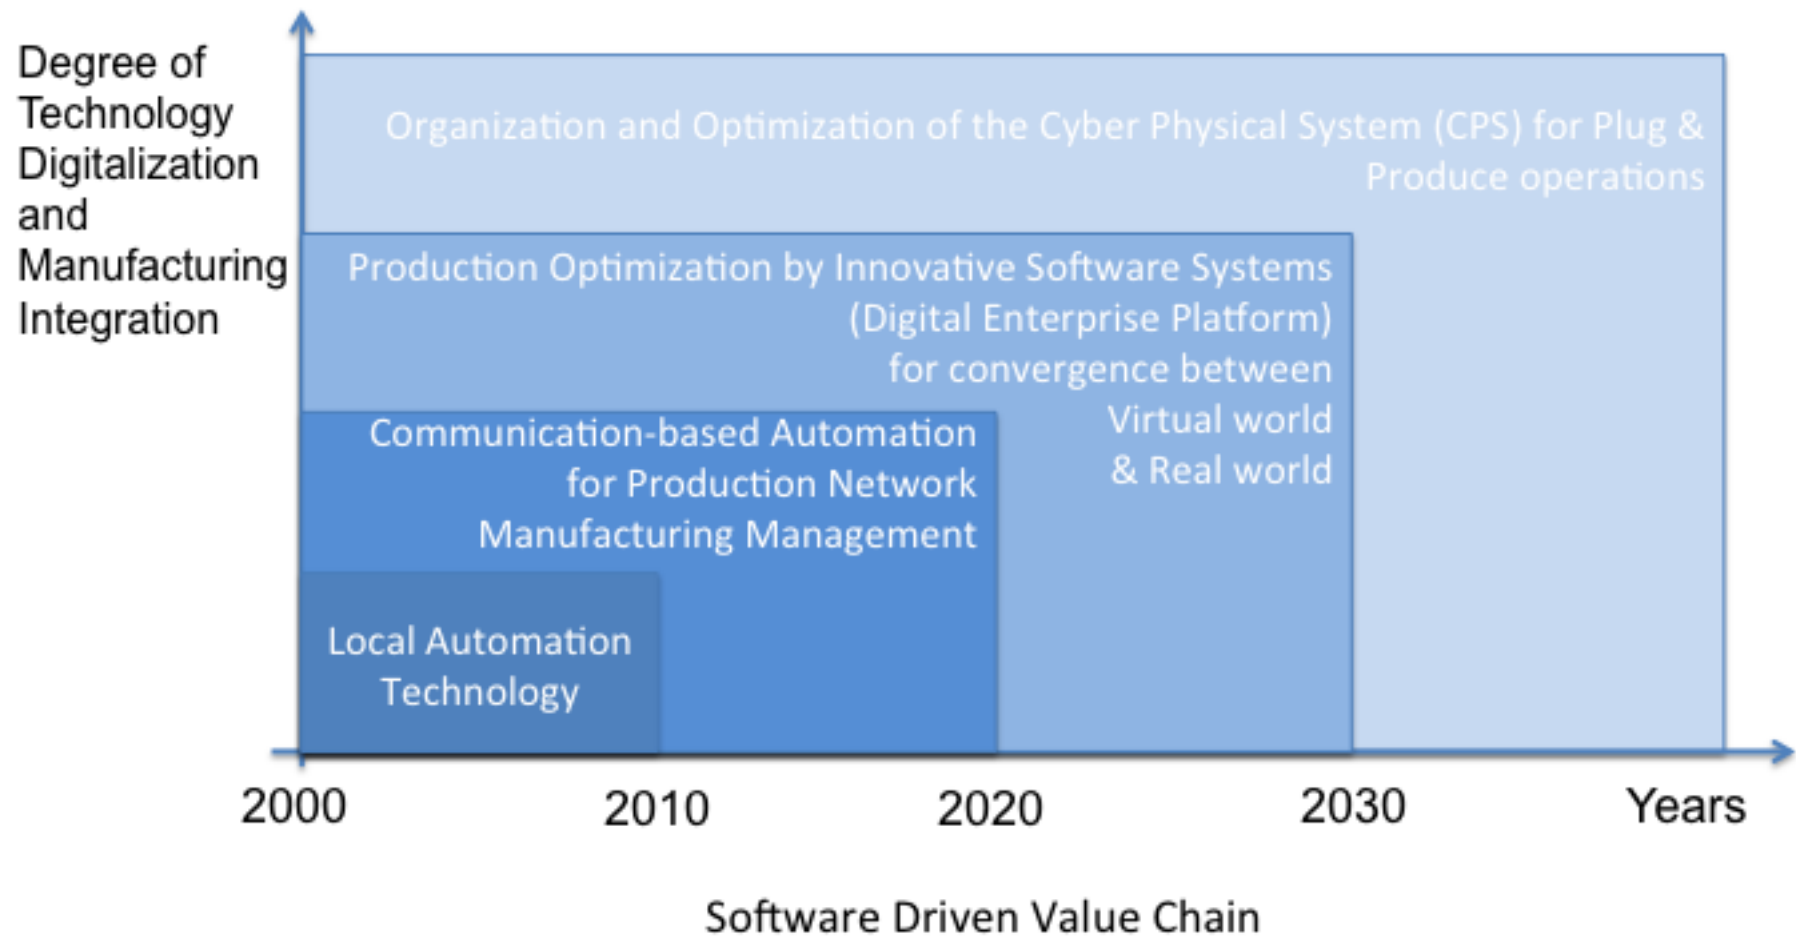 Degree of
Technology
Digitalization
and
Manufacturing
Integration
Organization and Optimization of the Cyber Physical System (CPS) for Plug &
Produce operations
Production Optimization by Innovative Software Systems
(Digital Enterprise Platform)
for convergence between
Virtual world
& Real world
Communication-based Automation
for Production Network
Manufacturing Management
Local Automation
Technology
2000 2010 2020 2030 Years
Software Driven Value Chain